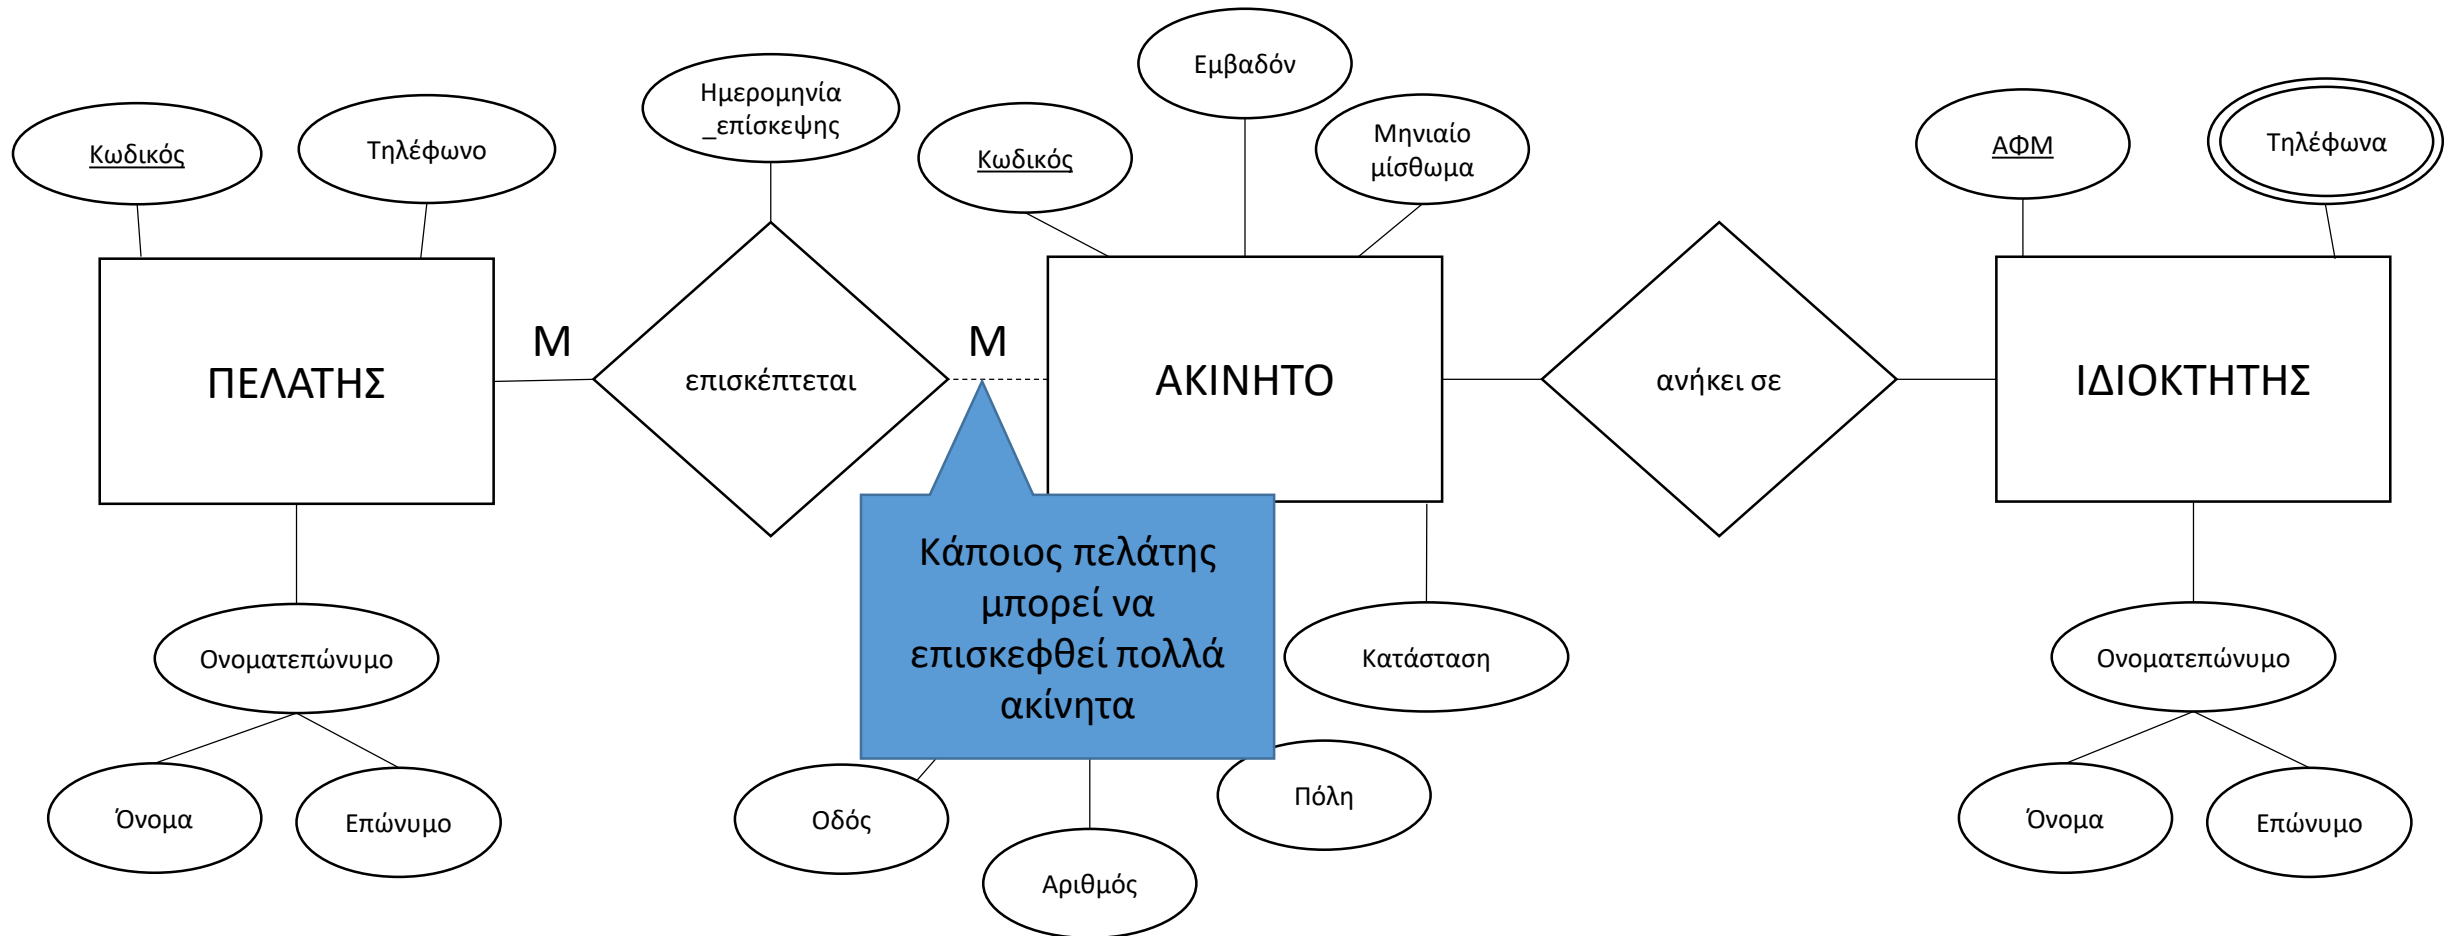 Εμβαδόν
Ημερομηνία
_επίσκεψης
Κωδικός
Τηλέφωνο
Κωδικός
Μηνιαίο
μίσθωμα
ΑΦΜ
Τηλέφωνα
Μ
Μ
ΠΕΛΑΤΗΣ
επισκέπτεται
ΑΚΙΝΗΤΟ
ανήκει σε
ΙΔΙΟΚΤΗΤΗΣ
Κάποιος πελάτης
μπορεί να
επισκεφθεί πολλά
ακίνητα
Ονοματεπώνυμο
Κατάσταση
Ονοματεπώνυμο
Όνομα
Επώνυμο
Οδός
Αριθμός
Πόλη
Όνομα
Επώνυμο